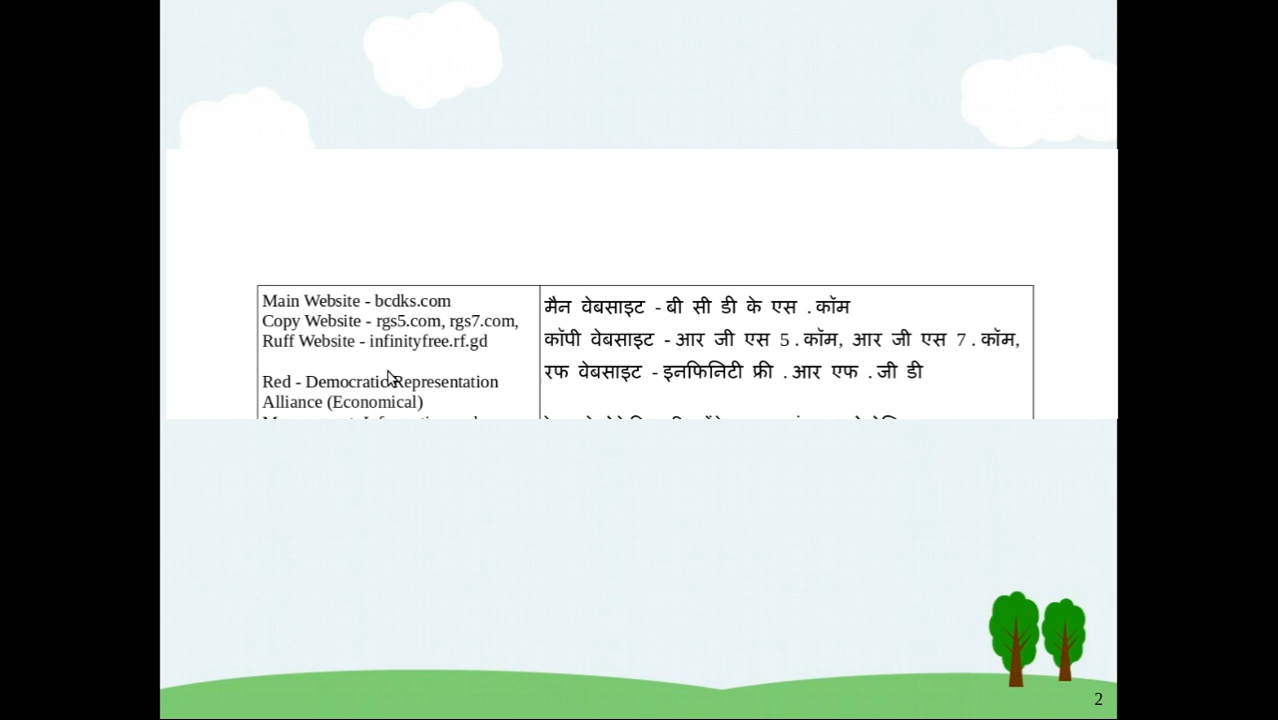 Main Website - bcdks.com
Copy Website - rgs5.com, rgs7.com,
Ruff Website - infinityfree.rf.gd
Red - Democratic Representation
Alliance (Economical)
मैन वेबसाइट - बी सी डी के एस . कॉम
कॉपी वेबसाइट - आर जी एस 5 . कॉम, आर जी एस 7 . कॉम,
रफ वेबसाइट - इनफिनिटी फ्री . आर एफ . जी डी
2